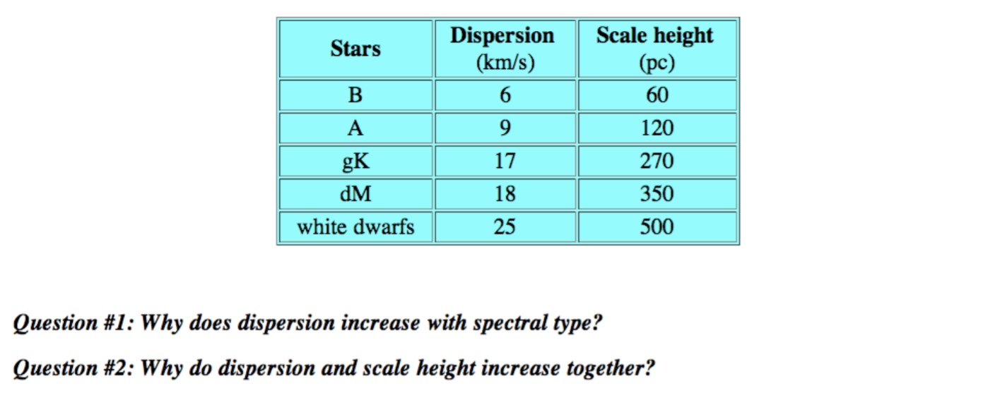 Stars Dispersion (km/s) Scale height (pc)
B 6 60
A 9 120
gK 17 270
dM 18 350
white dwarfs 25 500
Question #1: Why does dispersion increase with spectral type?
Question #2: Why do dispersion and scale height increase together?